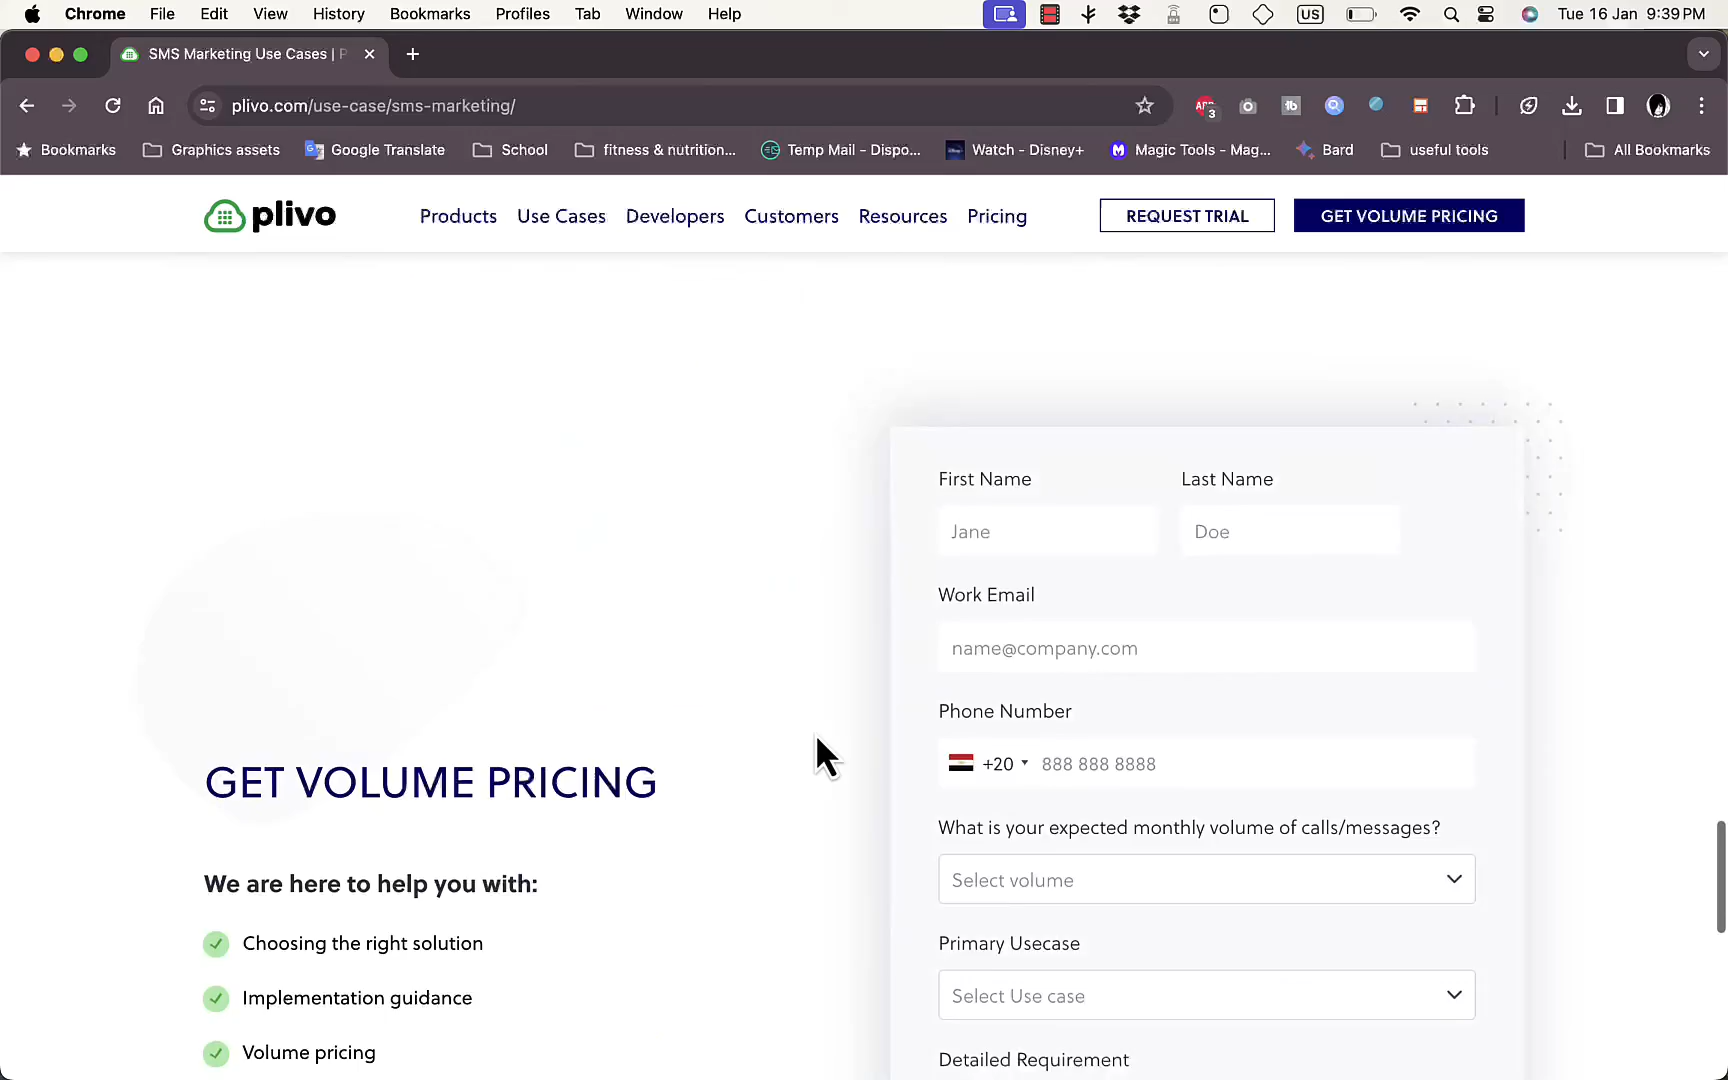 Chrome File Edit View History Bookmarks Profiles Tab Window Help US Tue 16 Jan 9:39 PM
SMS Marketing Use Cases | P
plivo.com/use-case/sms-marketing/
ABP 3
Bookmarks Graphics assets Google Translate School fitness & nutrition... Temp Mail - Dispo... Watch - Disney+ Magic Tools - Mag... Bard useful tools All Bookmarks
plivo Products Use Cases Developers Customers Resources Pricing REQUEST TRIAL GET VOLUME PRICING
First Name Last Name
Jane Doe
Work Email
name@company.com
Phone Number
+20 888 888 8888
GET VOLUME PRICING
What is your expected monthly volume of calls/messages?
Select volume
We are here to help you with:
Choosing the right solution
Primary Usecase
Select Use case
Implementation guidance
Volume pricing
Detailed Requirement